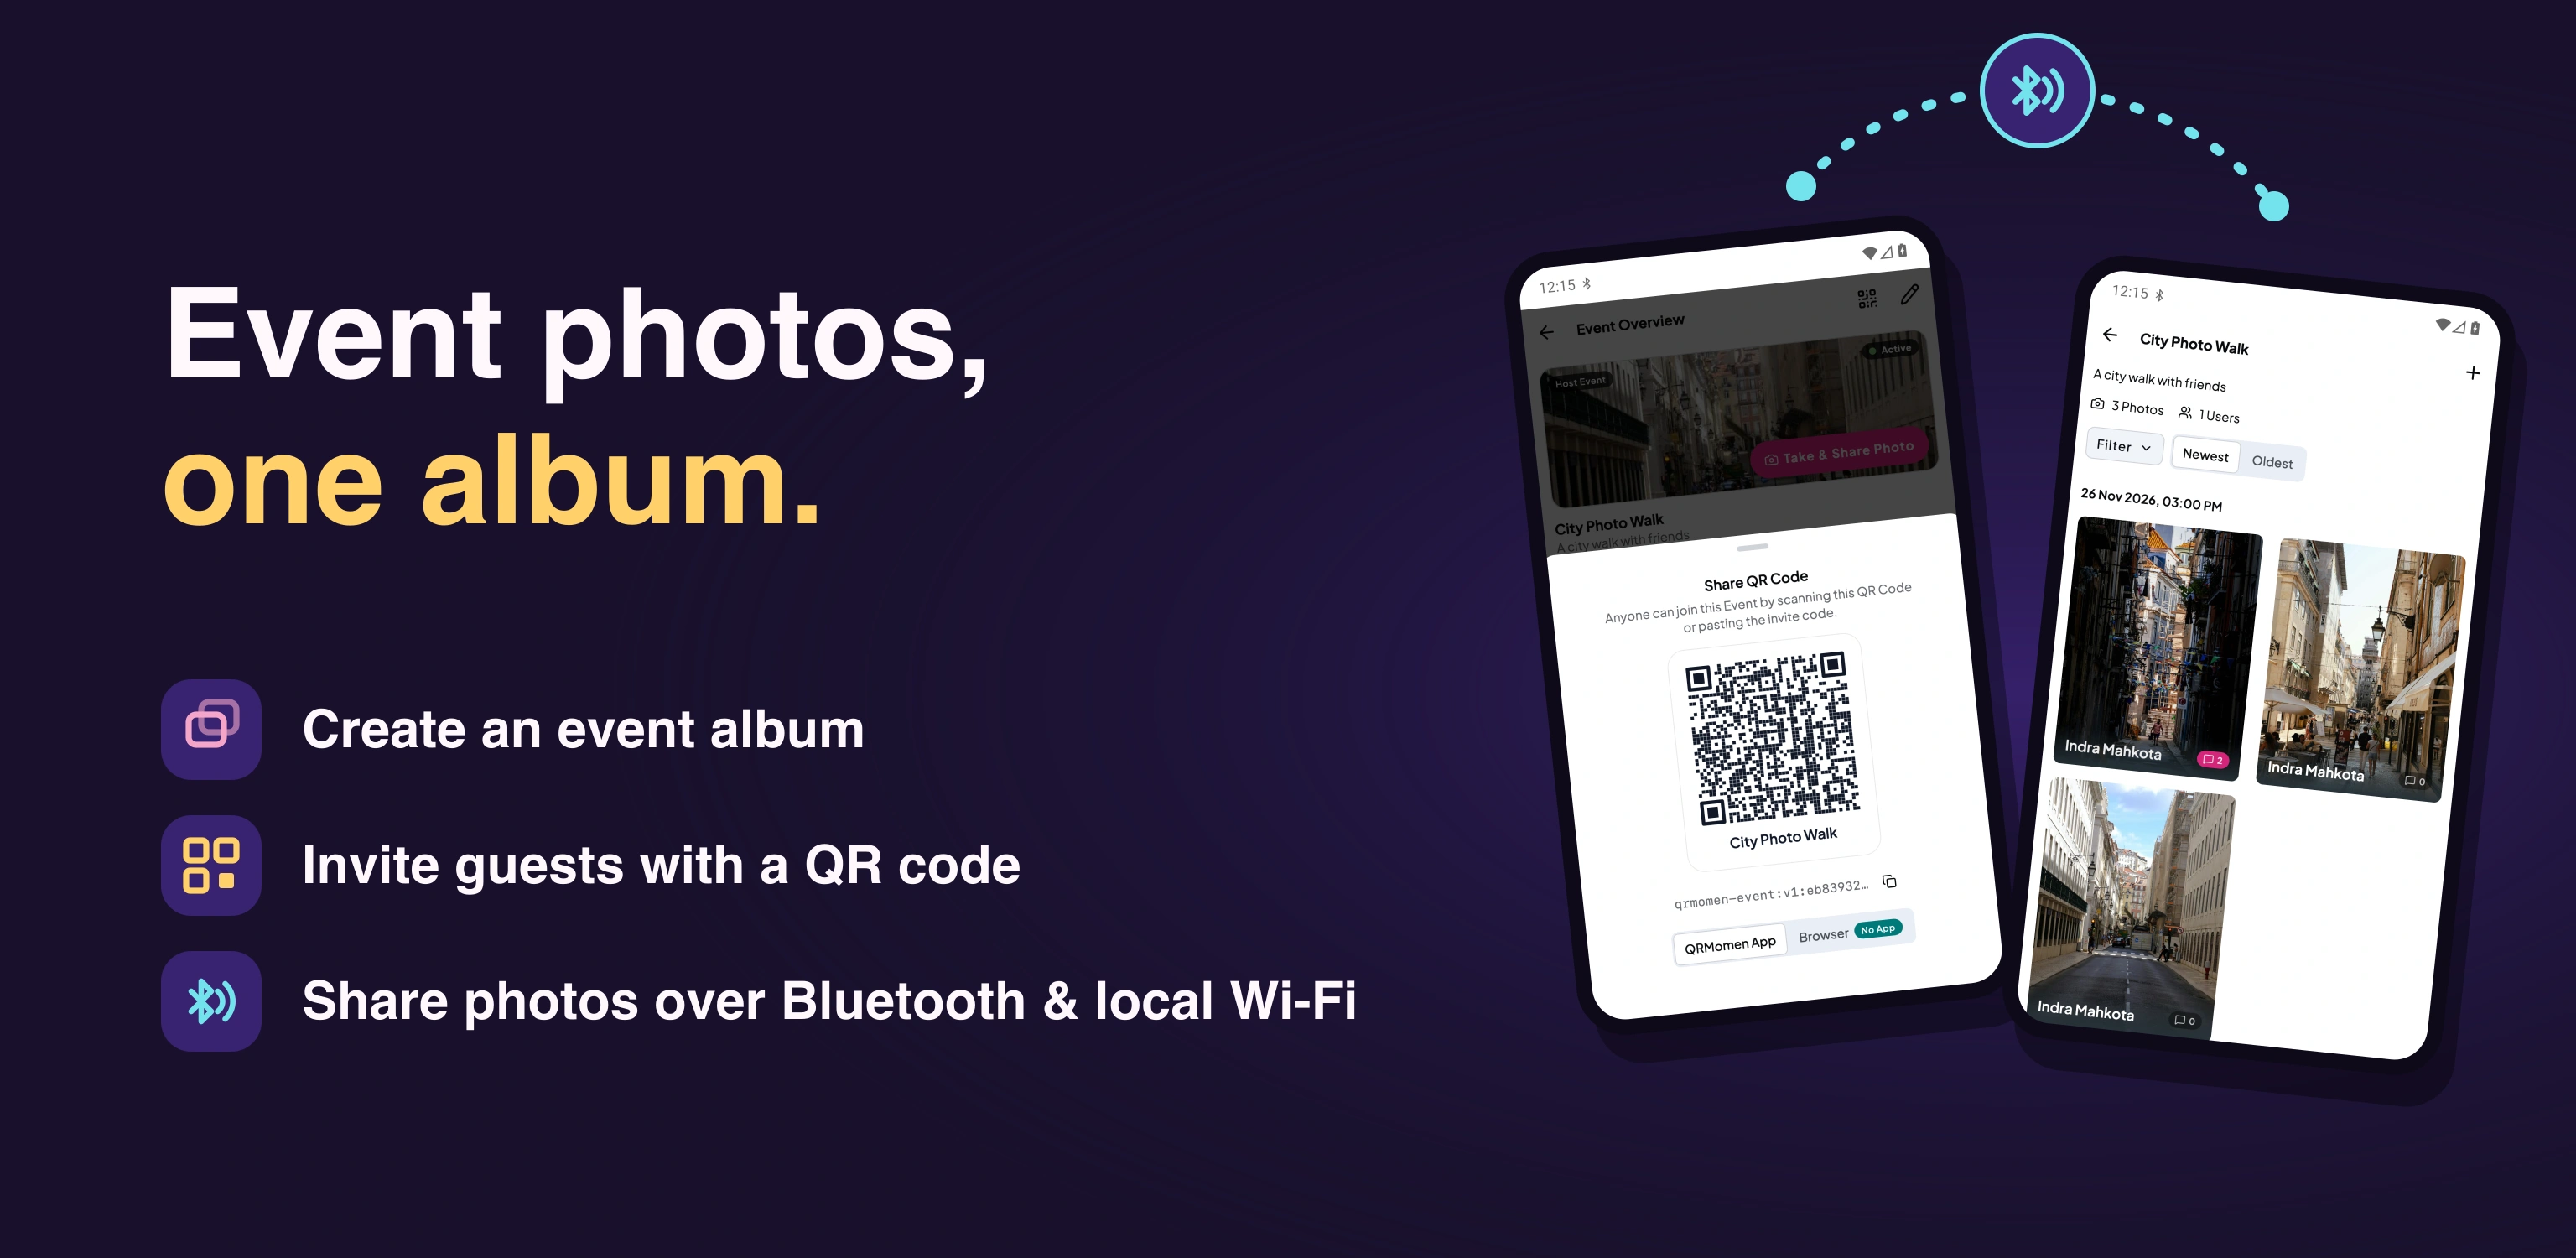 Event photos,
one album.
Create an event album
Invite guests with a QR code
Share photos over Bluetooth & local Wi-Fi
12:15
Event Overview
Host Event
Active
Take & Share Photo
City Photo Walk
A city walk with friends
Share QR Code
Anyone can join this Event by scanning this QR Code
or pasting the invite code.
City Photo Walk
qrmomen-event:v1:eb83932…
QRMomen App
Browser
No App
12:15
City Photo Walk
A city walk with friends
3 Photos
1 Users
Filter
Newest
Oldest
26 Nov 2026, 03:00 PM
Indra Mahkota
2
Indra Mahkota
0
Indra Mahkota
0